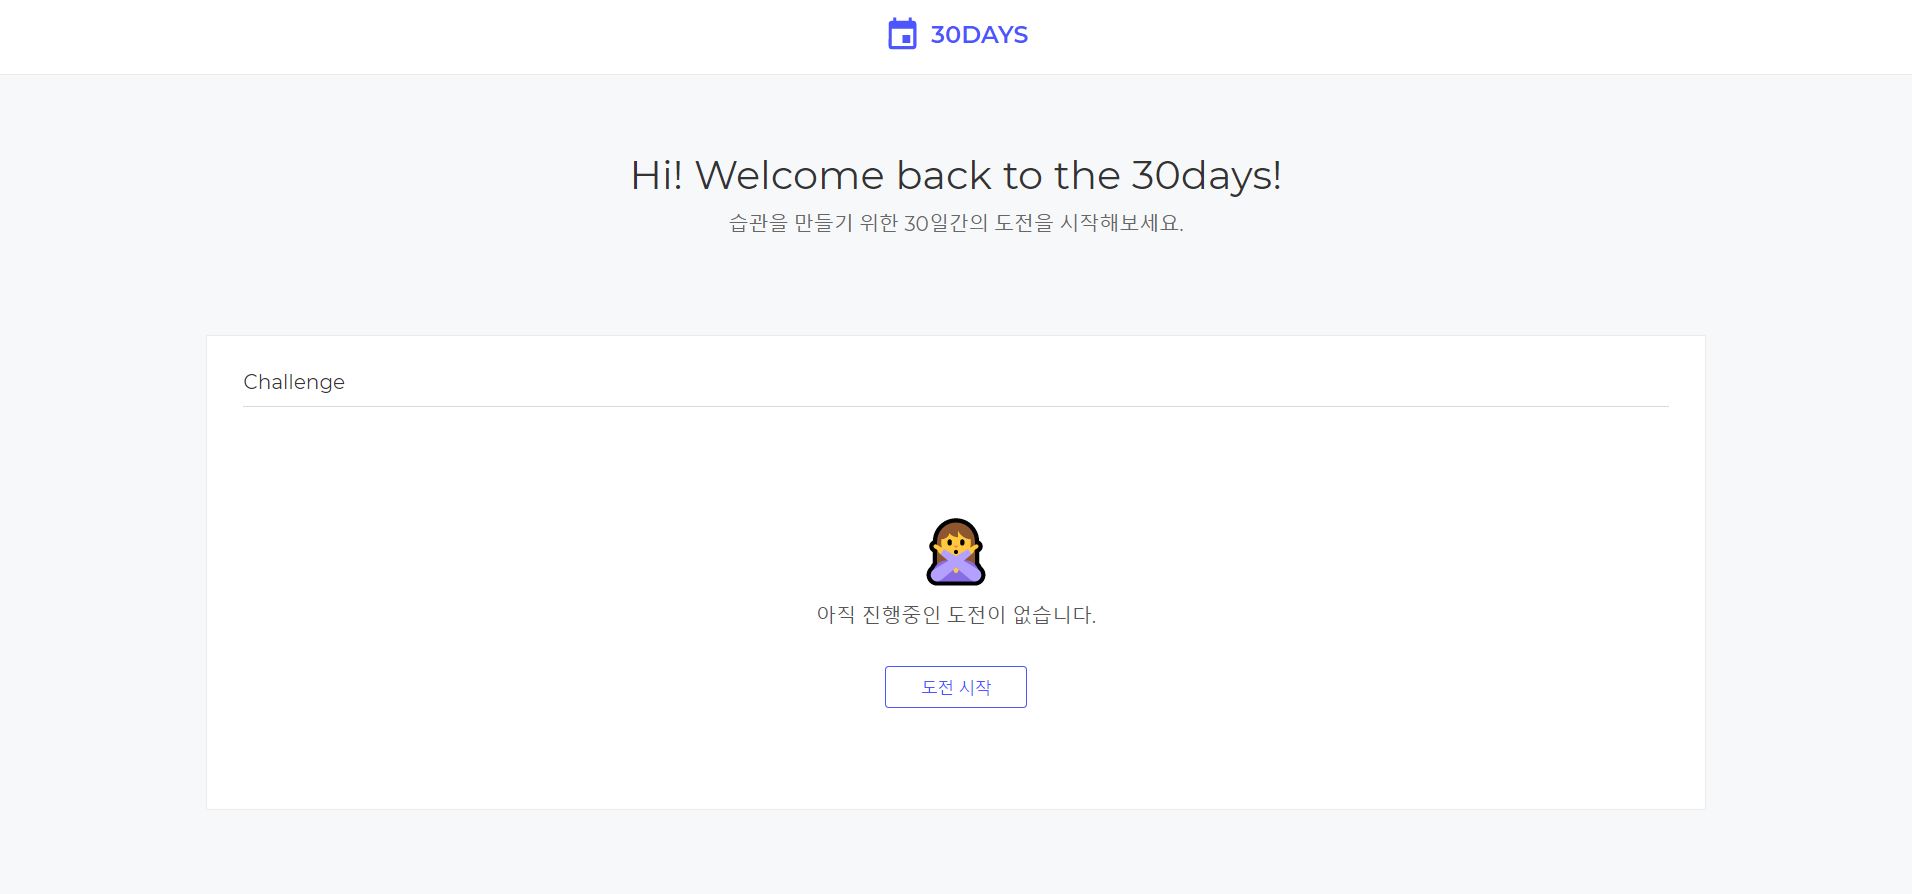 30DAYS
Hi! Welcome back to the 30days!
습관을 만들기 위한 30일간의 도전을 시작해보세요.
Challenge
아직 진행중인 도전이 없습니다.
도전 시작